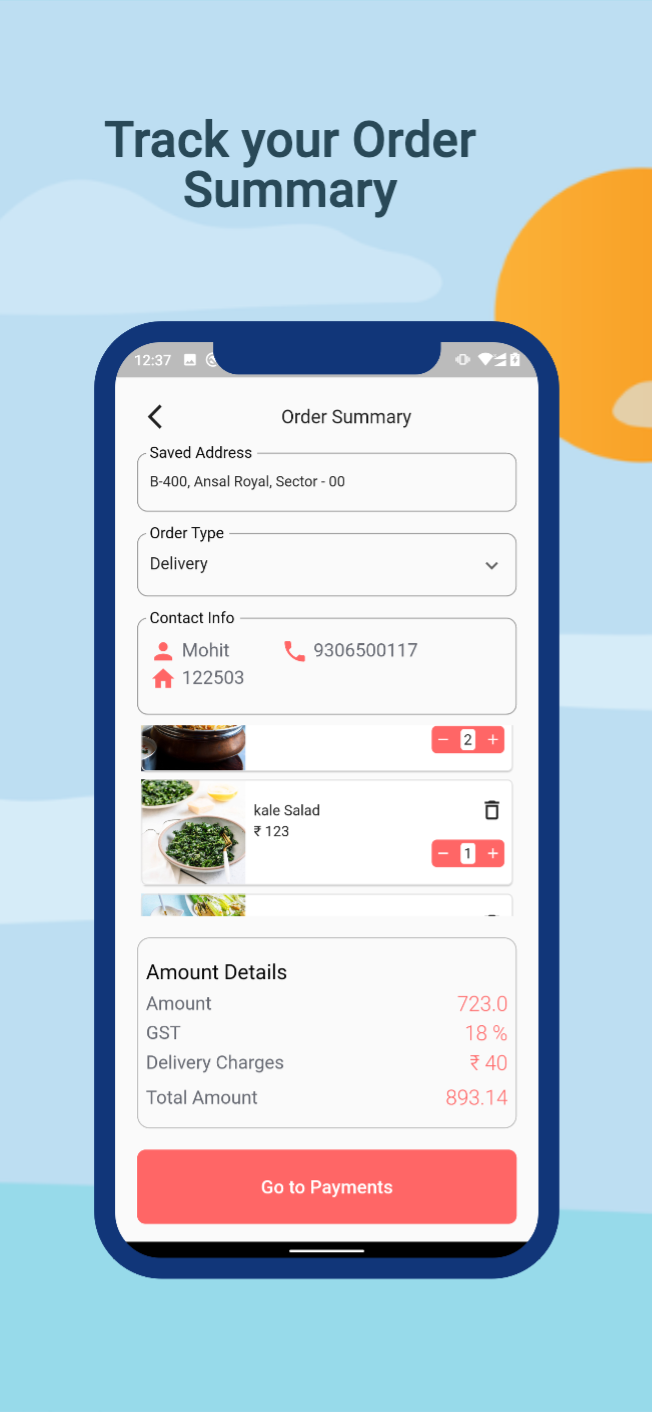 Track your Order
Summary
12:37
Order Summary
Saved Address
B-400, Ansal Royal, Sector - 00
Order Type
Delivery
Contact Info
Mohit 9306500117
122503
− 2 +
kale Salad
₹ 123
− 1 +
Amount Details
Amount 723.0
GST 18 %
Delivery Charges ₹ 40
Total Amount 893.14
Go to Payments